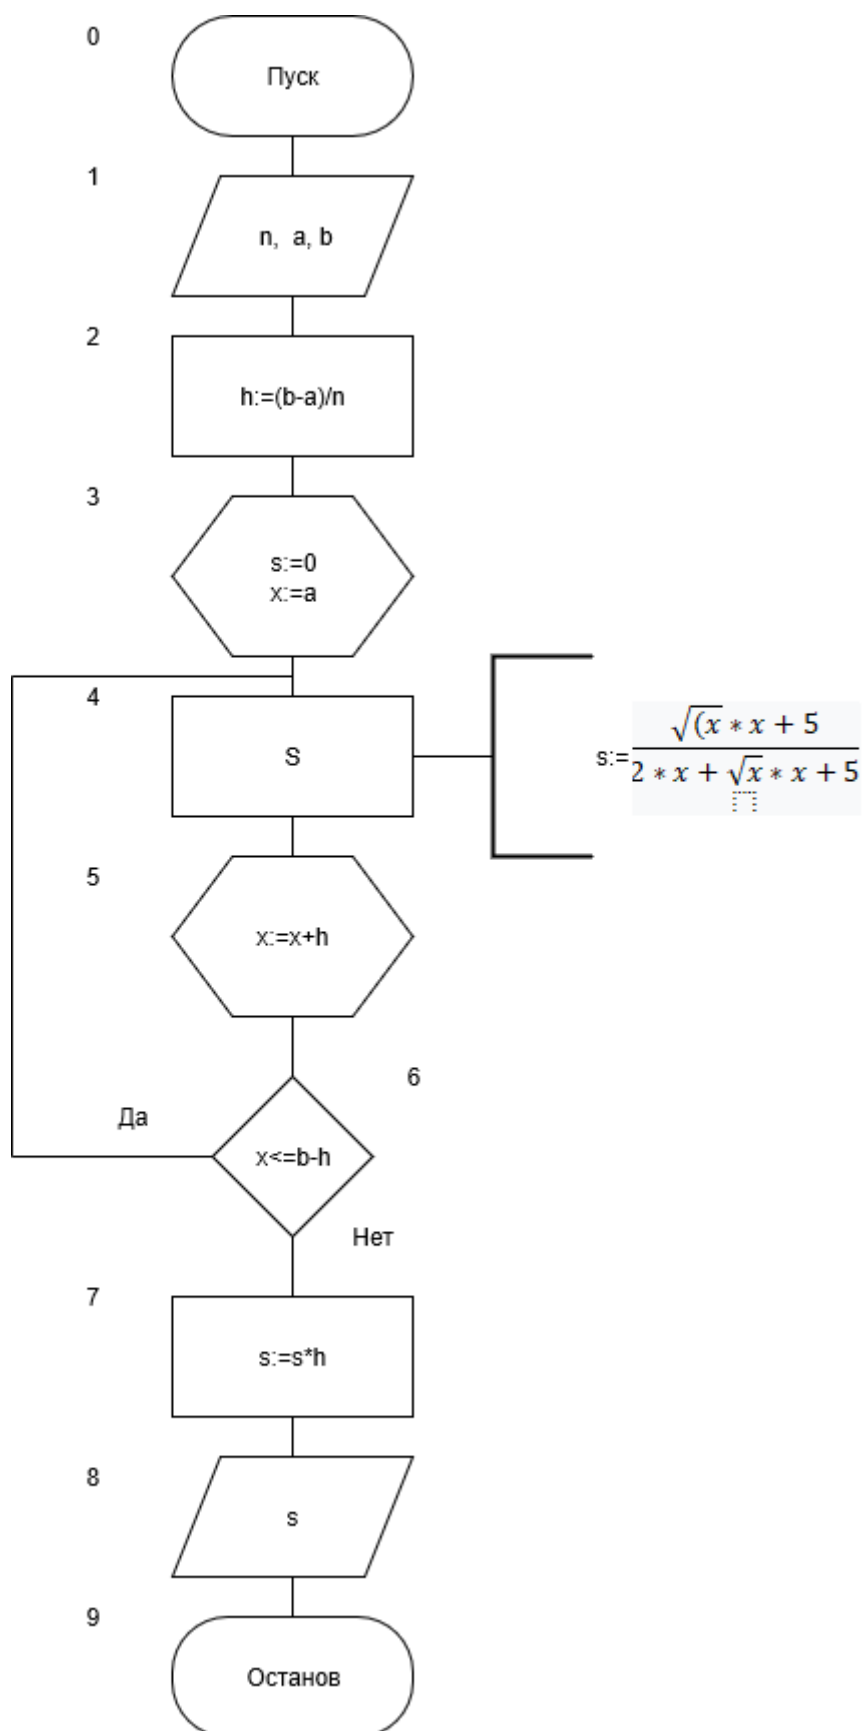 0
Пуск
1
n, a, b
2
h:=(b-a)/n
3
s:=0
x:=a
4
S
s:=
√(x * x + 5
2 * x + √x * x + 5
5
x:=x+h
6
Да
x<=b-h
Нет
7
s:=s*h
8
s
9
Останов